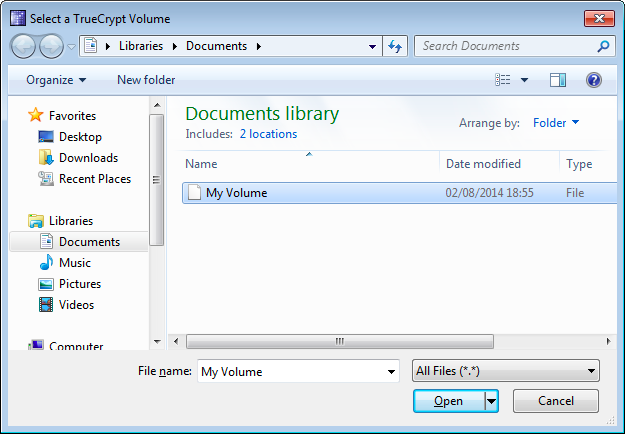 Select a TrueCrypt Volume
Libraries Documents
Search Documents
Organize New folder
Favorites
Desktop
Downloads
Recent Places
Libraries
Documents
Music
Pictures
Videos
Computer
Documents library
Includes: 2 locations
Arrange by: Folder
Name Date modified Type
My Volume 02/08/2014 18:55 File
File name: My Volume All Files (*.*)
Open Cancel